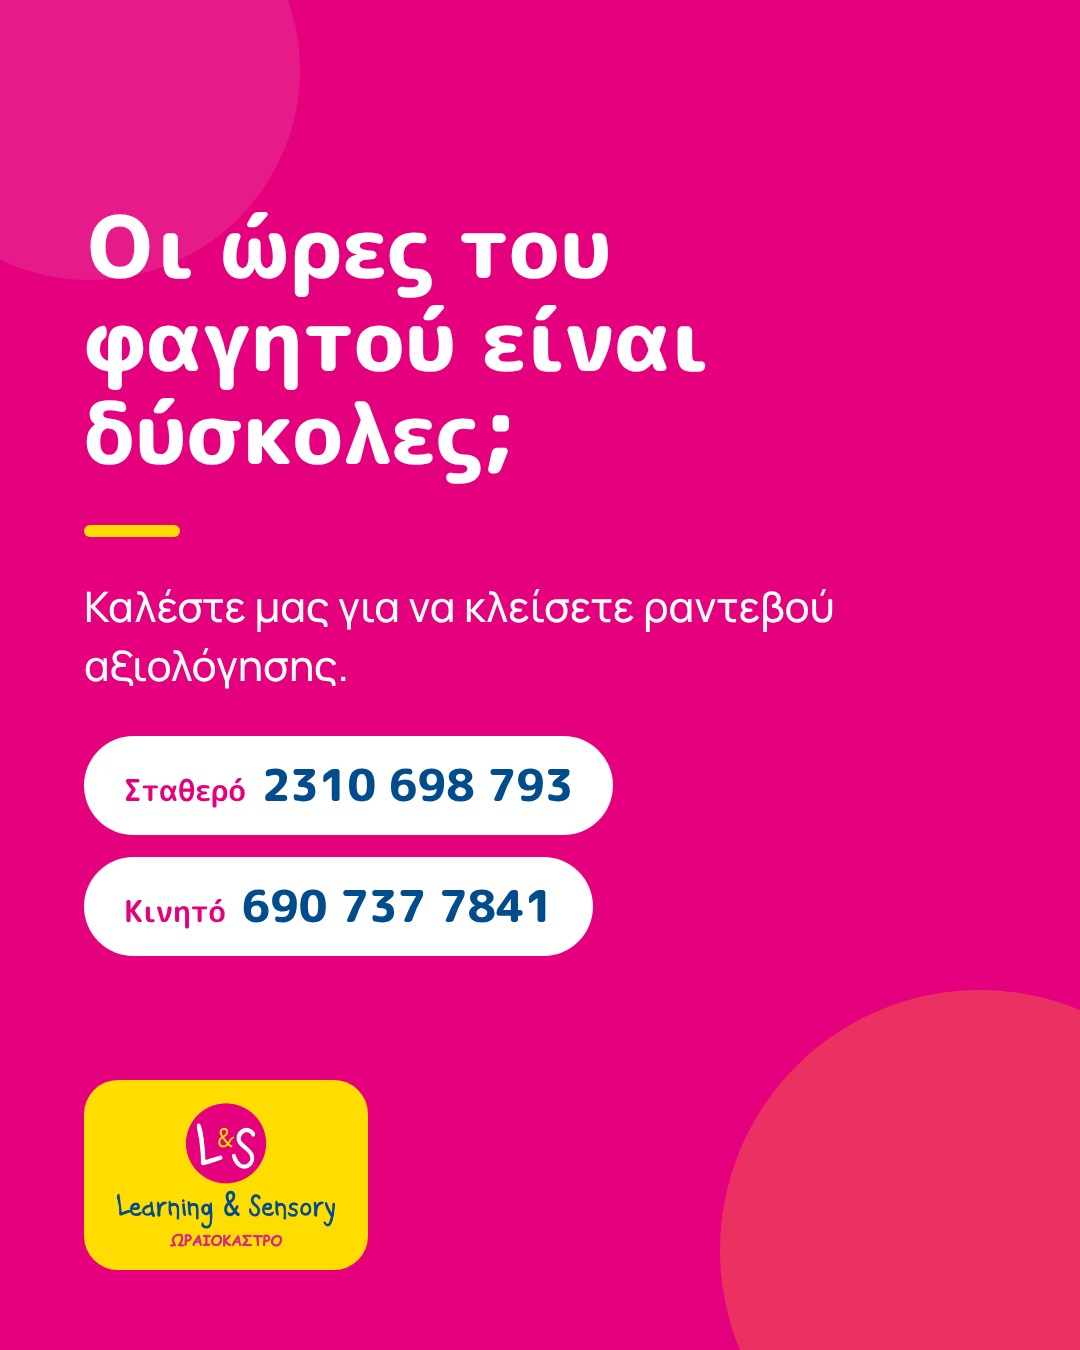 Οι ώρες του
φαγητού είναι
δύσκολες;
Καλέστε μας για να κλείσετε ραντεβού
αξιολόγησης.
Σταθερό 2310 698 793
Κινητό 690 737 7841
L&S
Learning & Sensory
ΩΡΑΙΟΚΑΣΤΡΟ